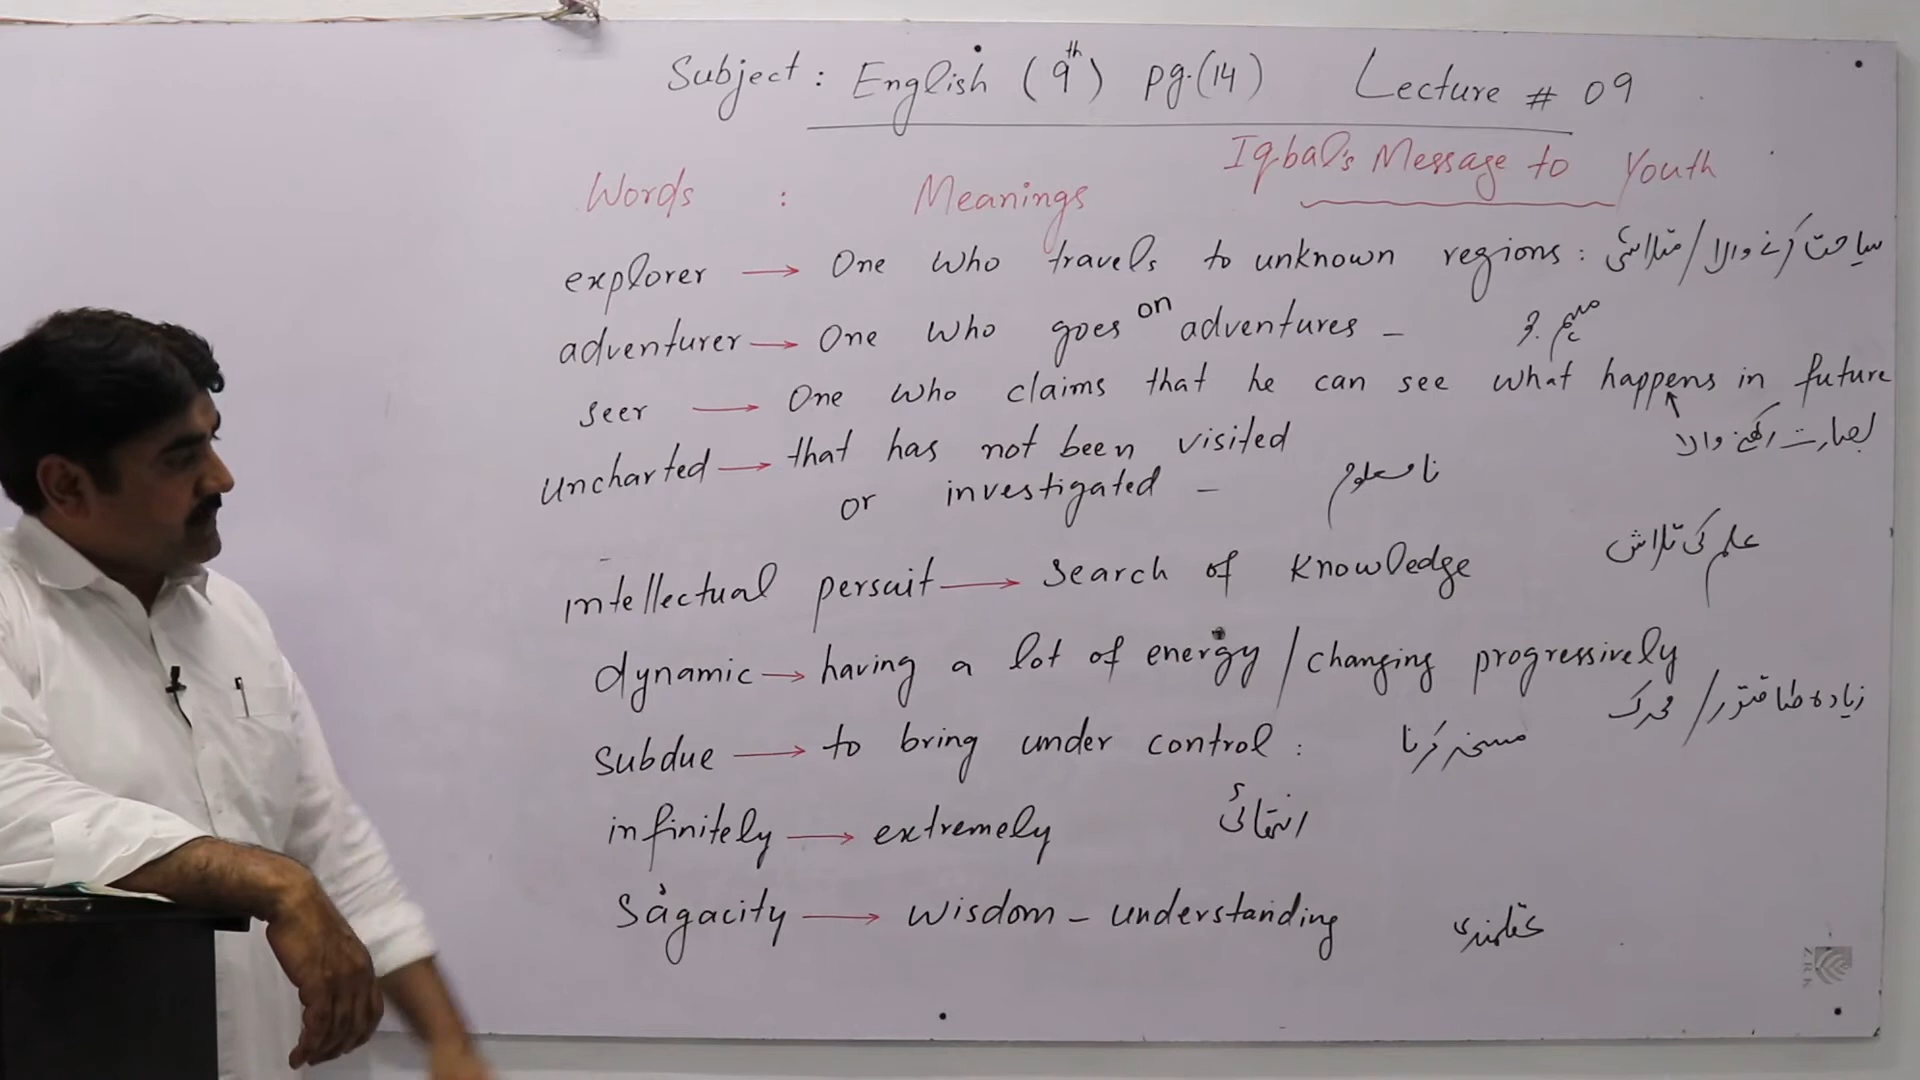 Subject : English (9th) pg.(14) Lecture # 09
Iqbal's Message to Youth
Words : Meanings
explorer → One who travels to unknown regions : سیاحت کرنے والا / متلاشی
adventurer → One who goes on adventures – مہم جو
seer → One who claims that he can see what happens in future
بصارت رکھنے والا
uncharted → that has not been visited
or investigated – نامعلوم
intellectual persuit → Search of knowledge علم کی تلاش
dynamic → having a lot of energy / changing progressively
زیادہ طاقتور / محرک
subdue → to bring under control : مسخر کرنا
infinitely → extremely انتہائی
Sagacity → wisdom – understanding عقلمندی
ZRK